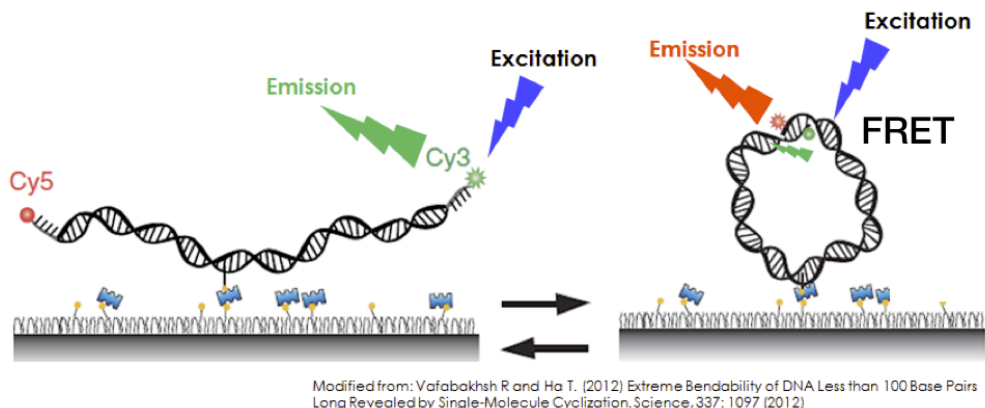 Emission
Excitation
Cy3
Cy5
Emission
Excitation
FRET
Modified from: Vafabakhsh R and Ha T. (2012) Extreme Bendability of DNA Less than 100 Base Pairs
Long Revealed by Single-Molecule Cyclization. Science, 337: 1097 (2012)